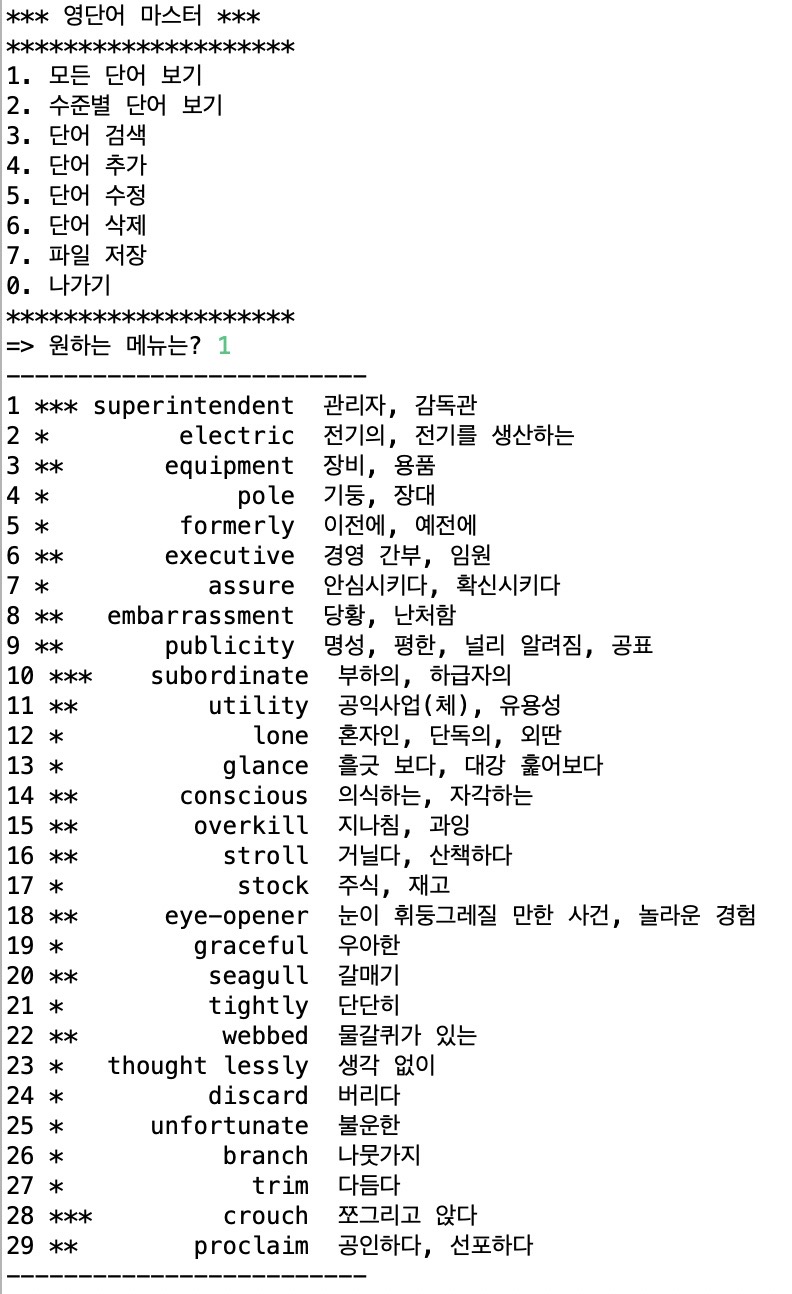 *** 영단어 마스터 ***
********************
1. 모든 단어 보기
2. 수준별 단어 보기
3. 단어 검색
4. 단어 추가
5. 단어 수정
6. 단어 삭제
7. 파일 저장
0. 나가기
********************
=> 원하는 메뉴는? 1
-------------------------
1 *** superintendent  관리자, 감독관
2 *         electric  전기의, 전기를 생산하는
3 **       equipment  장비, 용품
4 *             pole  기둥, 장대
5 *         formerly  이전에, 예전에
6 **       executive  경영 간부, 임원
7 *           assure  안심시키다, 확신시키다
8 **   embarrassment  당황, 난처함
9 **       publicity  명성, 평한, 널리 알려짐, 공표
10 ***    subordinate  부하의, 하급자의
11 **         utility  공익사업(체), 유용성
12 *             lone  혼자인, 단독의, 외딴
13 *           glance  흘긋 보다, 대강 훑어보다
14 **       conscious  의식하는, 자각하는
15 **        overkill  지나침, 과잉
16 **          stroll  거닐다, 산책하다
17 *            stock  주식, 재고
18 **      eye-opener  눈이 휘둥그레질 만한 사건, 놀라운 경험
19 *         graceful  우아한
20 **         seagull  갈매기
21 *          tightly  단단히
22 **          webbed  물갈퀴가 있는
23 *   thought lessly  생각 없이
24 *          discard  버리다
25 *      unfortunate  불운한
26 *           branch  나뭇가지
27 *             trim  다듬다
28 ***         crouch  쪼그리고 앉다
29 **        proclaim  공인하다, 선포하다
-------------------------